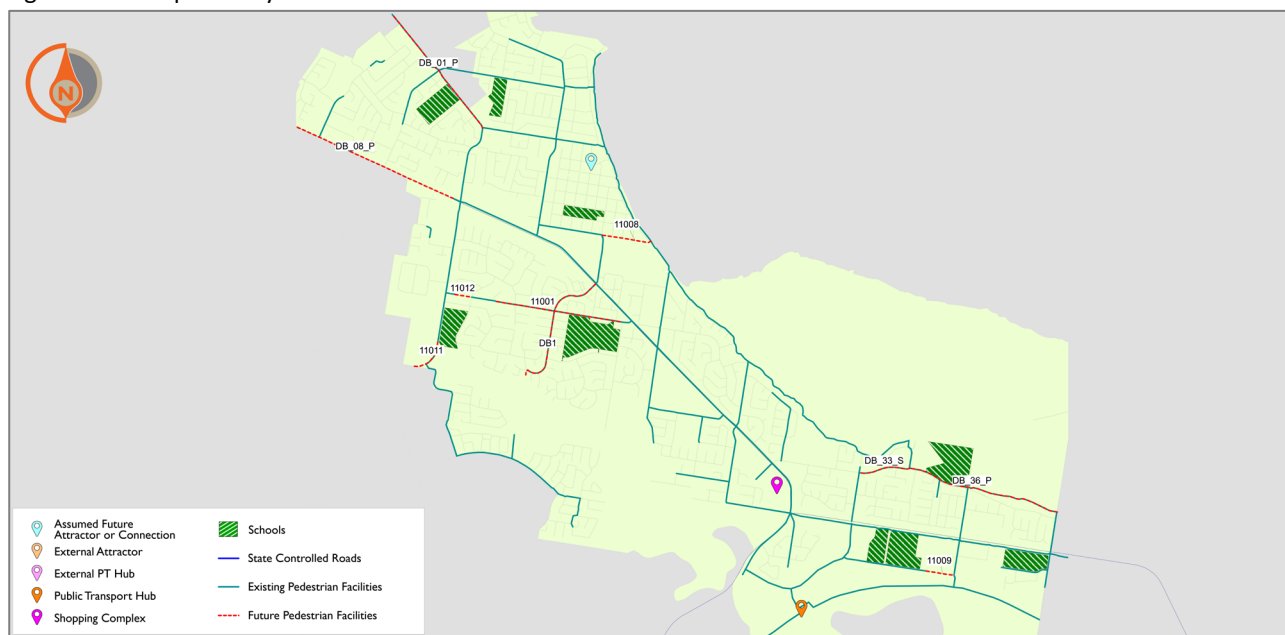 N
DB_01_P
DB_08_P
11008
11012
11001
DB1
11011
DB_33_S
DB_36_P
11009
Assumed Future
Attractor or Connection
External Attractor
External PT Hub
Public Transport Hub
Shopping Complex
Schools
State Controlled Roads
Existing Pedestrian Facilities
Future Pedestrian Facilities